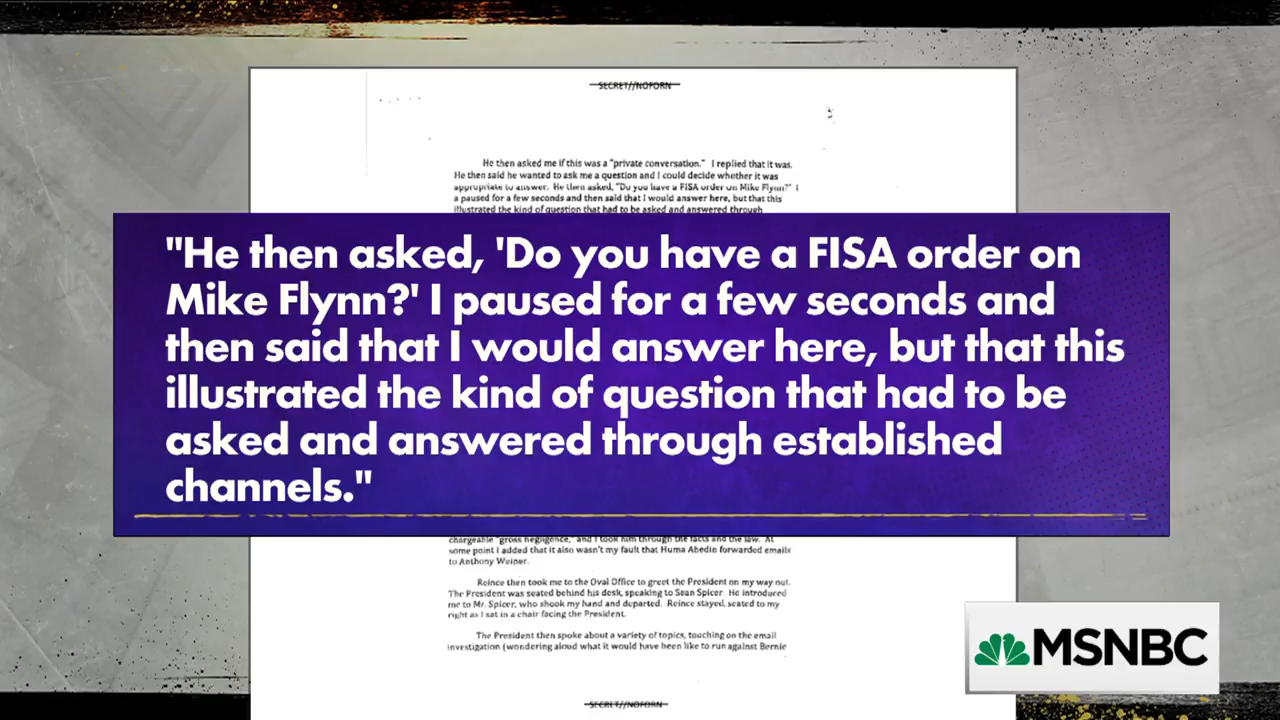 SECRET//NOFORN
He then asked me if this was a "private conversation." I replied that it was.
He then said he wanted to ask me a question and I could decide whether it was
appropriate to answer. He then asked, "Do you have a FISA order on Mike Flynn?" I
a paused for a few seconds and then said that I would answer here, but that this
illustrated the kind of question that had to be asked and answered through
"He then asked, 'Do you have a FISA order on
Mike Flynn?' I paused for a few seconds and
then said that I would answer here, but that this
illustrated the kind of question that had to be
asked and answered through established
channels."
chargeable "gross negligence," and I took him through the facts and the law. At
some point I added that it also wasn't my fault that Huma Abedin forwarded emails
to Anthony Weiner.
Reince then took me to the Oval Office to greet the President on my way out.
The President was seated behind his desk, speaking to Sean Spicer. He introduced
me to Mr. Spicer, who shook my hand and departed. Reince stayed, seated to my
right as I sat in a chair facing the President.
The President then spoke about a variety of topics, touching on the email
investigation (wondering aloud what it would have been like to run against Bernie
MSNBC
SECRET//NOFORN